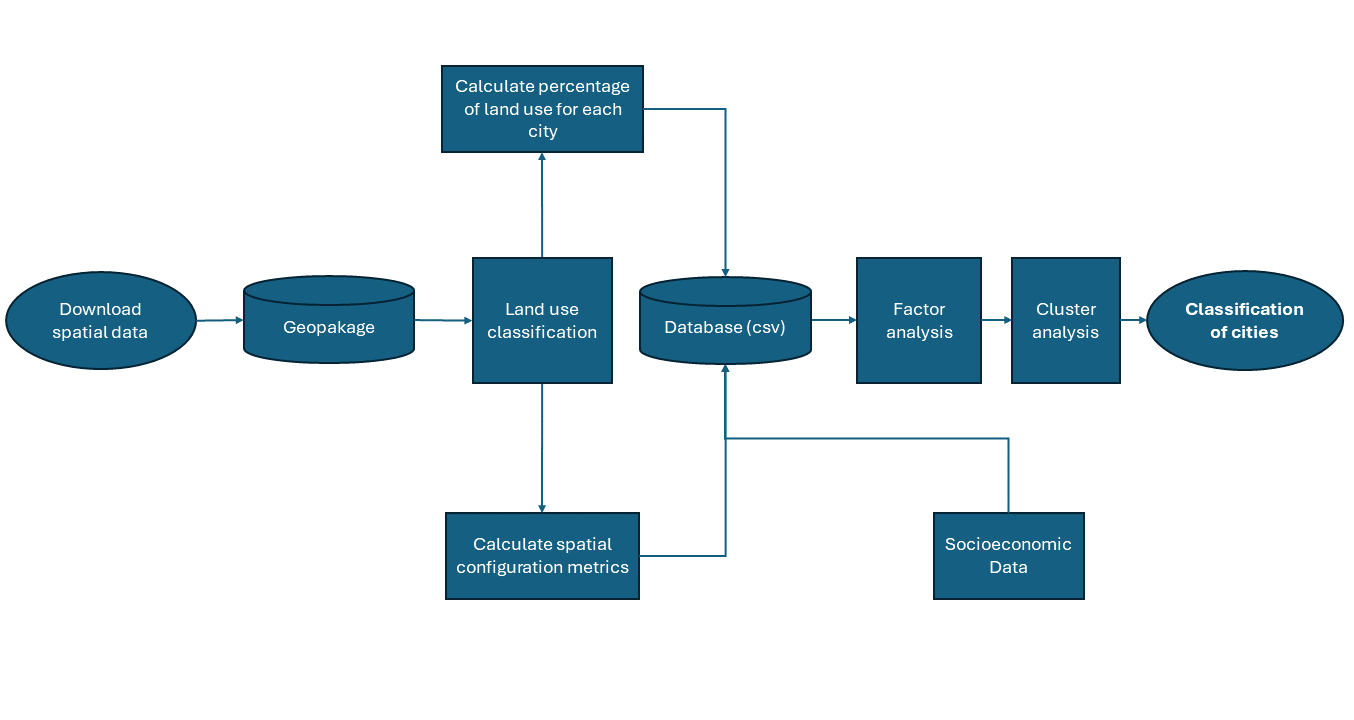 Calculate percentage
of land use for each
city
Download
spatial data
Geopakage
Land use
classification
Database (csv)
Factor
analysis
Cluster
analysis
Classification
of cities
Calculate spatial
configuration metrics
Socioeconomic
Data